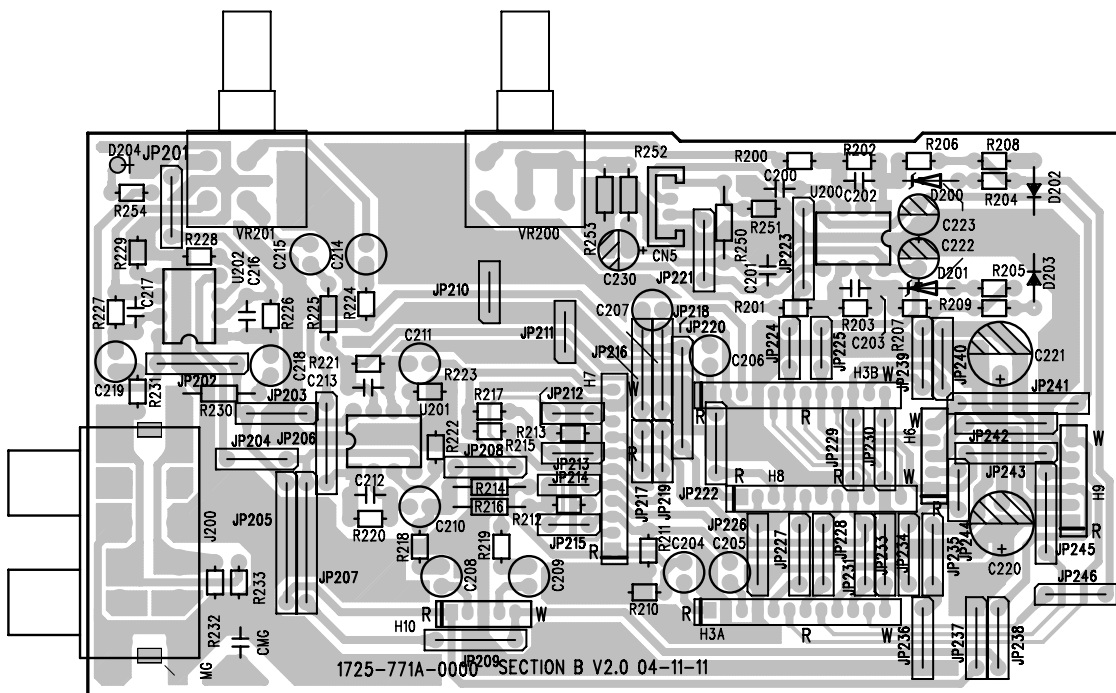 D204
JP201
R254
VR201
VR200
R252
R253
C230
CN5
JP221
R250
R200
R202
R206
R208
C200
U200
C202
D200
R204
D202
R251
C223
C222
JP223
C201
D201
R205
D203
R201
R203
C203
R207
R209
R229
R228
U202
C216
C215
C214
R227
C217
R226
R225
R224
JP210
JP211
C207
JP218
JP220
C206
JP224
JP225
H3B
W
JP239
JP240
C221
C219
R231
JP202
C218
R221
C211
C213
R223
JP216
H7
W
R230
JP203
U201
R217
JP212
R
R
JP241
JP204
JP206
R222
R215
R213
JP208
JP213
JP229
JP230
H6
JP242
W
JP243
H9
R
R
H8
W
R214
JP214
JP217
JP219
JP222
R216
C212
R212
JP205
J200
R220
C210
JP215
R218
R219
R
R211
C204
C205
JP226
JP227
JP228
JP231
JP233
JP234
JP235
JP244
C220
R
JP245
JP246
JP207
C208
C209
R233
R232
CMG
MG
R
W
H10
JP209
R210
R
H3A
R
W
JP236
JP237
JP238
1725-771A-0000 SECTION B V2.0 04-11-11